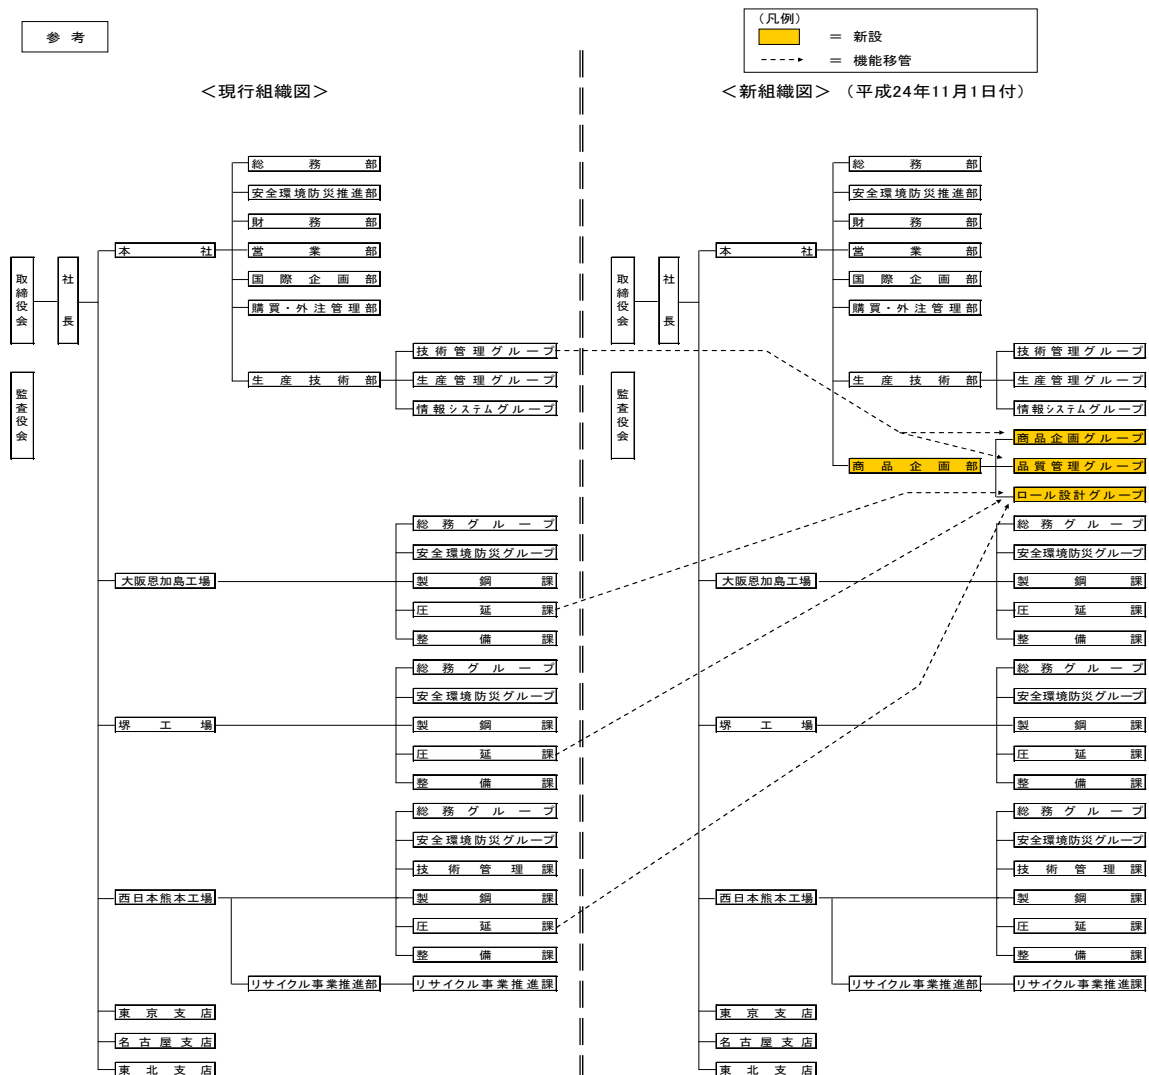 参考
(凡例)
= 新設
= 機能移管
＜現行組織図＞
取締役会
監査役会
社長
本社
総務部
安全環境防災推進部
財務部
営業部
国際企画部
購買・外注管理部
生産技術部
技術管理グループ
生産管理グループ
情報システムグループ
大阪恩加島工場
総務グループ
安全環境防災グループ
製鋼課
圧延課
整備課
堺工場
総務グループ
安全環境防災グループ
製鋼課
圧延課
整備課
西日本熊本工場
総務グループ
安全環境防災グループ
技術管理課
製鋼課
圧延課
整備課
リサイクル事業推進部
リサイクル事業推進課
東京支店
名古屋支店
東北支店
＜新組織図＞ （平成24年11月1日付）
取締役会
監査役会
社長
本社
総務部
安全環境防災推進部
財務部
営業部
国際企画部
購買・外注管理部
生産技術部
技術管理グループ
生産管理グループ
情報システムグループ
商品企画部
商品企画グループ
品質管理グループ
ロール設計グループ
大阪恩加島工場
総務グループ
安全環境防災グループ
製鋼課
圧延課
整備課
堺工場
総務グループ
安全環境防災グループ
製鋼課
圧延課
整備課
西日本熊本工場
総務グループ
安全環境防災グループ
技術管理課
製鋼課
圧延課
整備課
リサイクル事業推進部
リサイクル事業推進課
東京支店
名古屋支店
東北支店